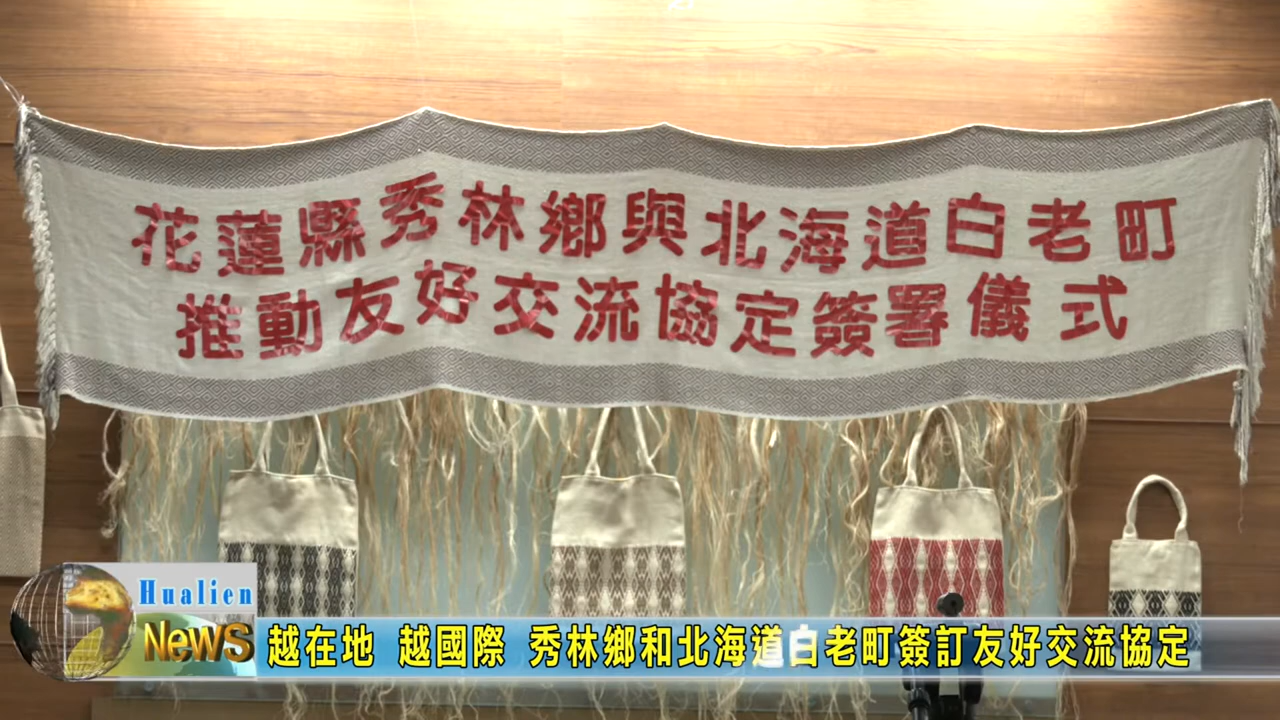 花蓮縣秀林鄉與北海道白老町
推動友好交流協定簽署儀式
Hualien
News
越在地 越國際 秀林鄉和北海道白老町簽訂友好交流協定